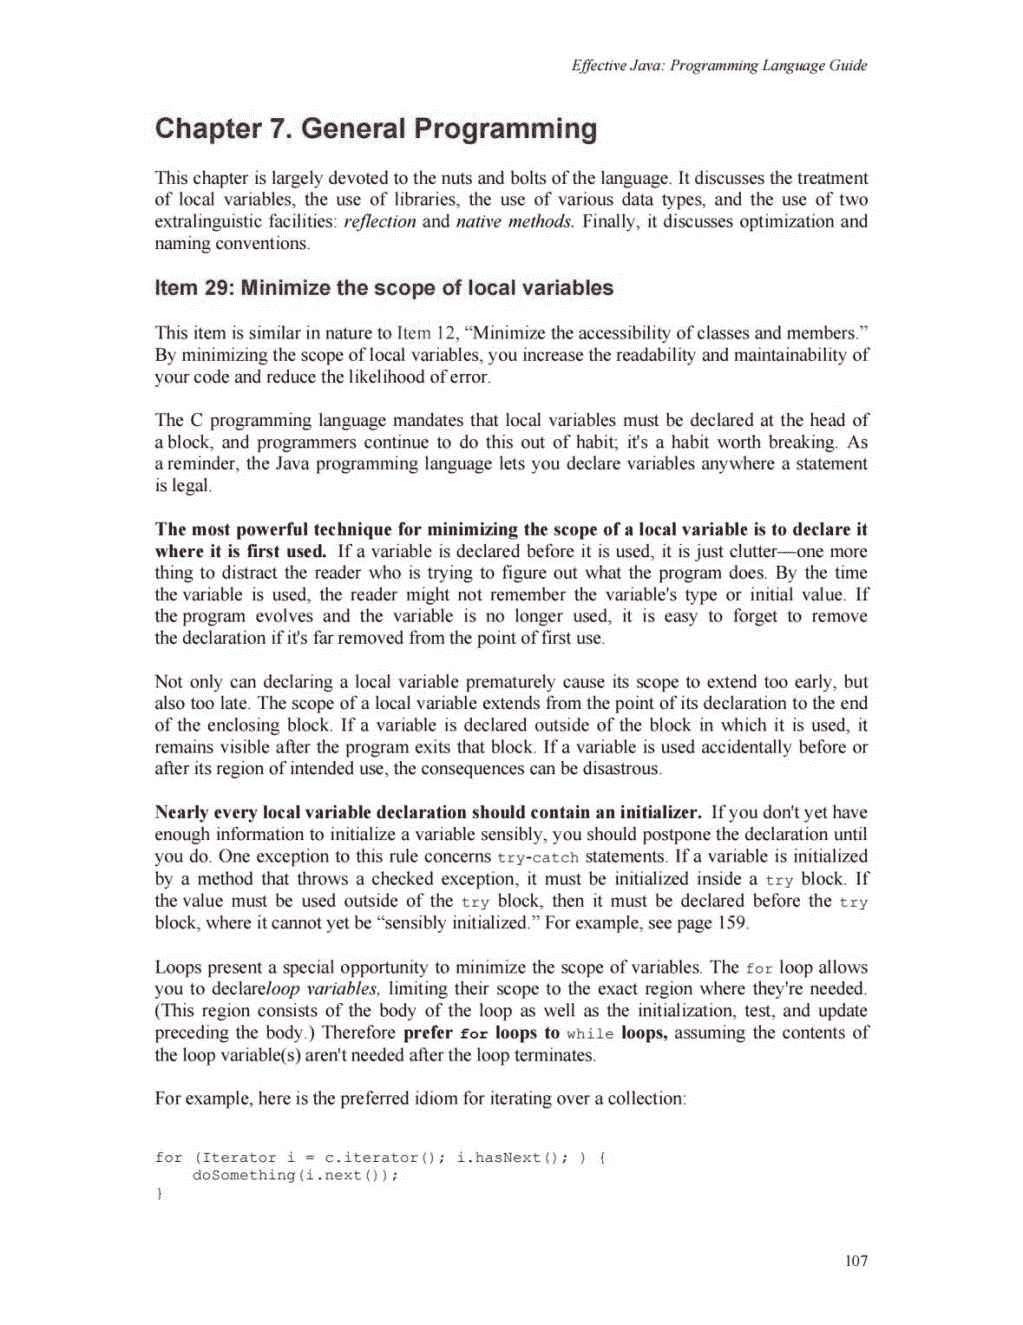 Effective Java: Programming Language Guide
Chapter 7. General Programming
This chapter is largely devoted to the nuts and bolts of the language. It discusses the treatment
of local variables, the use of libraries, the use of various data types, and the use of two
extralinguistic facilities: reflection and native methods. Finally, it discusses optimization and
naming conventions.
Item 29: Minimize the scope of local variables
This item is similar in nature to Item 12, “Minimize the accessibility of classes and members.”
By minimizing the scope of local variables, you increase the readability and maintainability of
your code and reduce the likelihood of error.
The C programming language mandates that local variables must be declared at the head of
a block, and programmers continue to do this out of habit; it's a habit worth breaking. As
a reminder, the Java programming language lets you declare variables anywhere a statement
is legal.
The most powerful technique for minimizing the scope of a local variable is to declare it
where it is first used. If a variable is declared before it is used, it is just clutter—one more
thing to distract the reader who is trying to figure out what the program does. By the time
the variable is used, the reader might not remember the variable's type or initial value. If
the program evolves and the variable is no longer used, it is easy to forget to remove
the declaration if it's far removed from the point of first use.
Not only can declaring a local variable prematurely cause its scope to extend too early, but
also too late. The scope of a local variable extends from the point of its declaration to the end
of the enclosing block. If a variable is declared outside of the block in which it is used, it
remains visible after the program exits that block. If a variable is used accidentally before or
after its region of intended use, the consequences can be disastrous.
Nearly every local variable declaration should contain an initializer. If you don't yet have
enough information to initialize a variable sensibly, you should postpone the declaration until
you do. One exception to this rule concerns try-catch statements. If a variable is initialized
by a method that throws a checked exception, it must be initialized inside a try block. If
the value must be used outside of the try block, then it must be declared before the try
block, where it cannot yet be “sensibly initialized.” For example, see page 159.
Loops present a special opportunity to minimize the scope of variables. The for loop allows
you to declareloop variables, limiting their scope to the exact region where they're needed.
(This region consists of the body of the loop as well as the initialization, test, and update
preceding the body.) Therefore prefer for loops to while loops, assuming the contents of
the loop variable(s) aren't needed after the loop terminates.
For example, here is the preferred idiom for iterating over a collection:
for (Iterator i = c.iterator(); i.hasNext(); ) {
    doSomething(i.next());
}
107